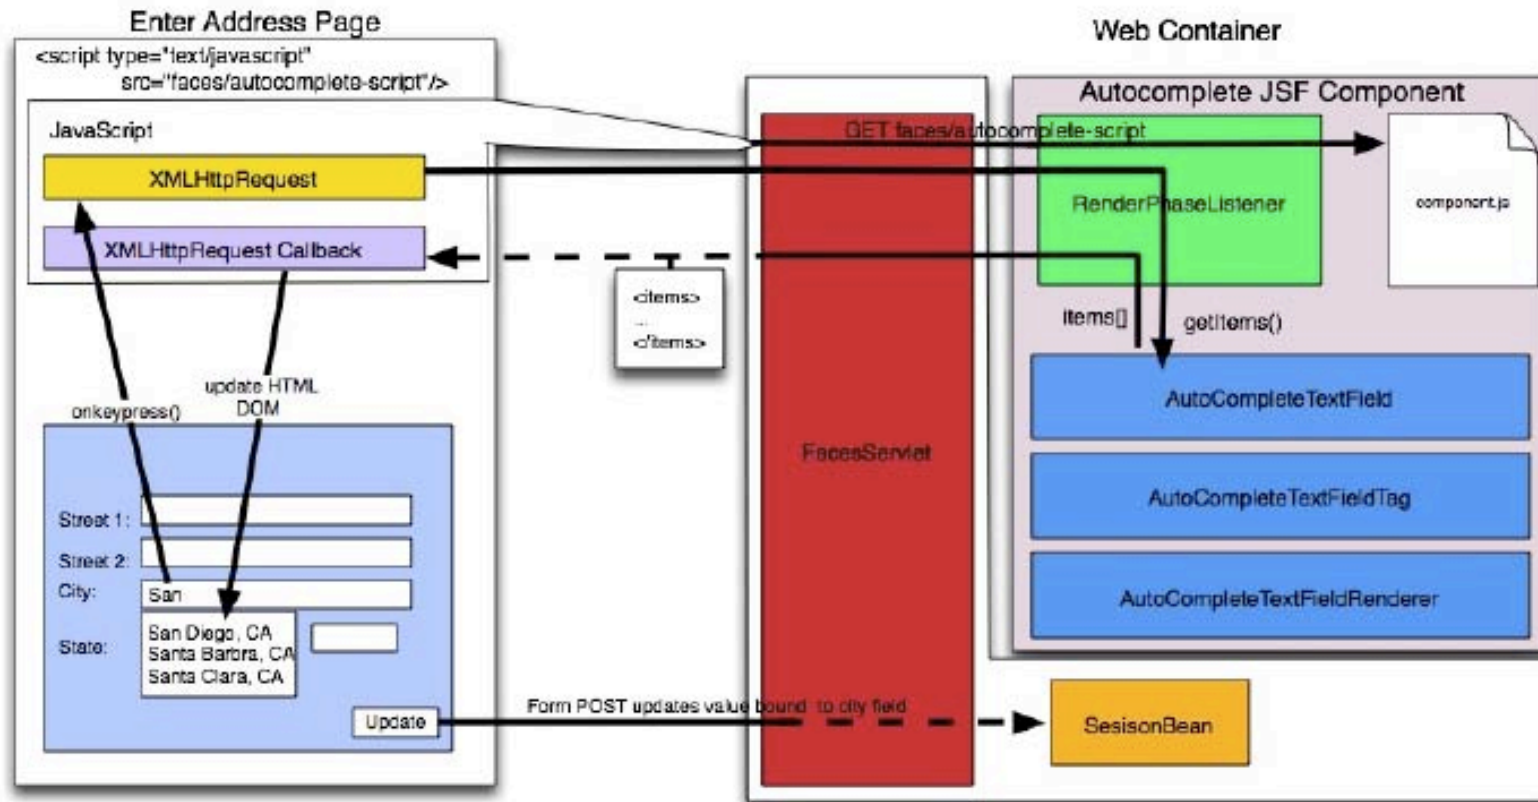 Enter Address Page
<script type="text/javascript"
src="faces/autocomplete-script"/>
JavaScript
XMLHttpRequest
XMLHttpRequest Callback
onkeypress()
update HTML
DOM
Street 1:
Street 2:
City:
San
State:
San Diego, CA
Santa Barbra, CA
Santa Clara, CA
Update
<items>
...
</items>
Form POST updates value bound to city field
Web Container
FacesServlet
Autocomplete JSF Component
GET faces/autocomplete-script
RenderPhaseListener
component.js
items[]
getItems()
AutoCompleteTextField
AutoCompleteTextFieldTag
AutoCompleteTextFieldRenderer
SesisonBean